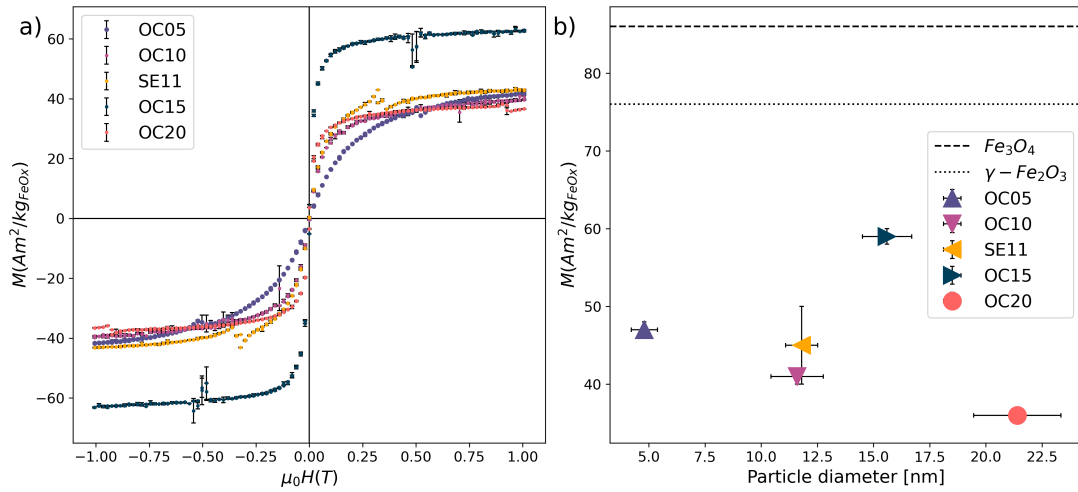 a)
OC05
OC10
SE11
OC15
OC20
60
40
20
0
−20
−40
−60
M(Am²/kg_FeOx)
−1.00 −0.75 −0.50 −0.25 0.00 0.25 0.50 0.75 1.00
μ₀H(T)
b)
80
70
60
50
40
M(Am²/kg_FeOx)
Fe₃O₄
γ − Fe₂O₃
OC05
OC10
SE11
OC15
OC20
5.0 7.5 10.0 12.5 15.0 17.5 20.0 22.5
Particle diameter [nm]